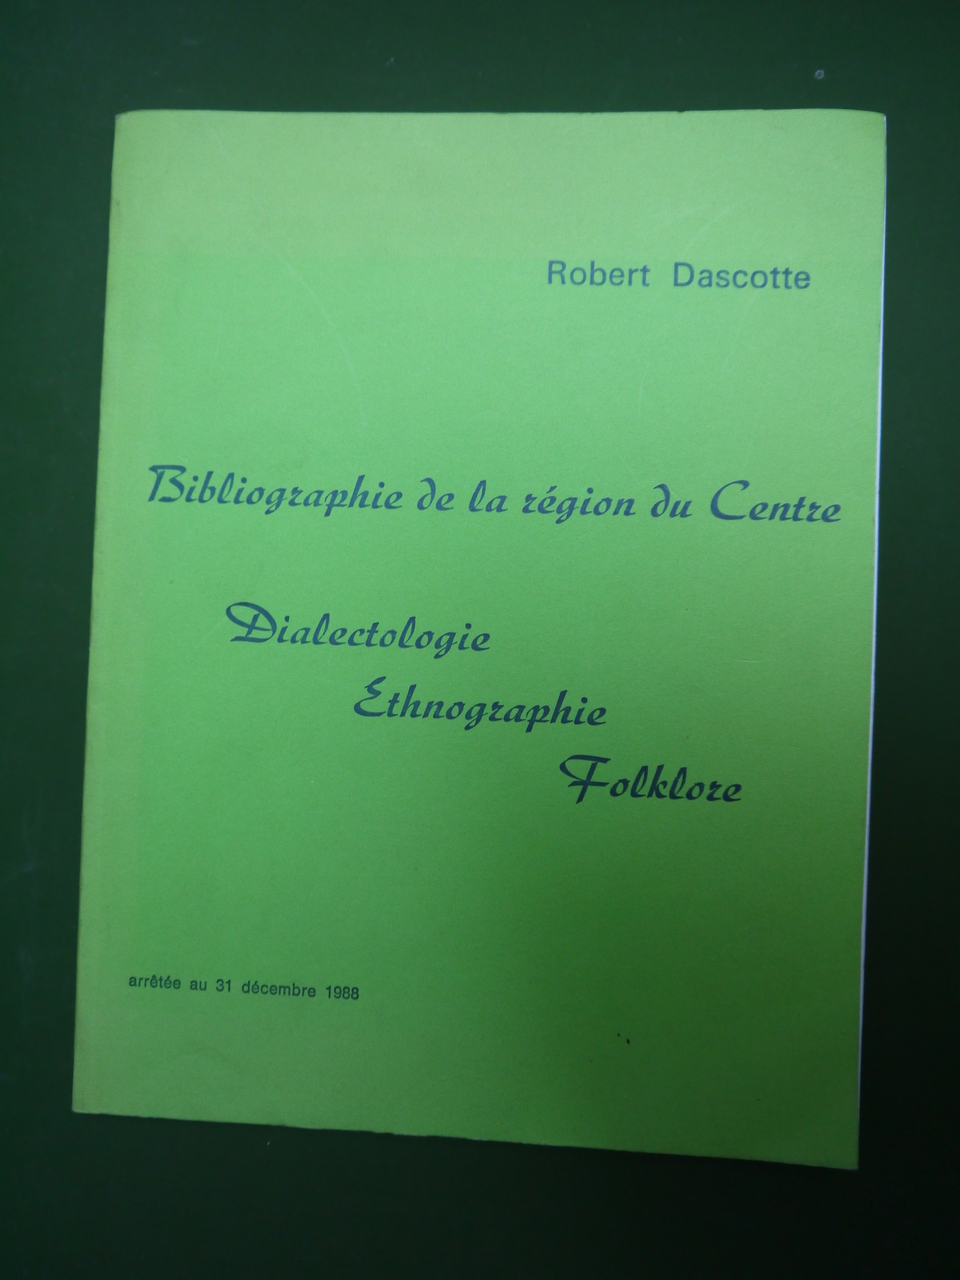 Robert Dascotte
Bibliographie de la région du Centre
Dialectologie
Ethnographie
Folklore
arrêtée au 31 décembre 1988